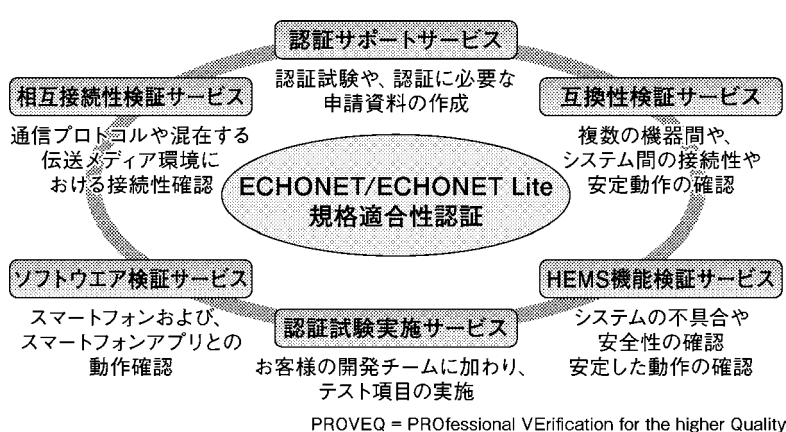 認証サポートサービス
認証試験や、認証に必要な
申請資料の作成
相互接続性検証サービス
通信プロトコルや混在する
伝送メディア環境に
おける接続性確認
互換性検証サービス
複数の機器間や、
システム間の接続性や
安定動作の確認
ECHONET/ECHONET Lite
規格適合性認証
ソフトウエア検証サービス
スマートフォンおよび、
スマートフォンアプリとの
動作確認
認証試験実施サービス
お客様の開発チームに加わり、
テスト項目の実施
HEMS機能検証サービス
システムの不具合や
安全性の確認
安定した動作の確認
PROVEQ = PROfessional VErification for the higher Quality